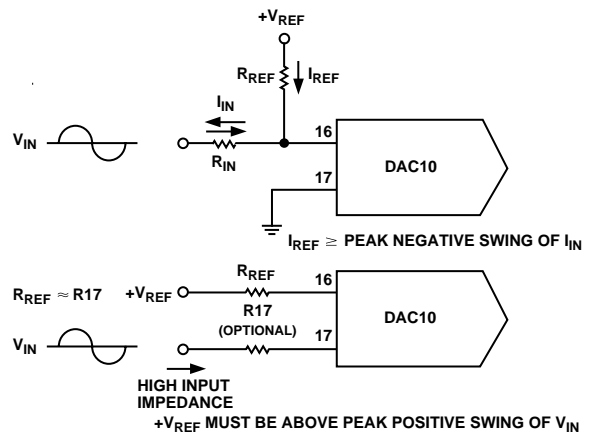 +VREF
RREF
IREF
IIN
VIN
RIN
16
17
DAC10
IREF ≥ PEAK NEGATIVE SWING OF IIN
RREF ≈ R17
+VREF
RREF
16
R17
(OPTIONAL)
17
DAC10
VIN
HIGH INPUT
IMPEDANCE
+VREF MUST BE ABOVE PEAK POSITIVE SWING OF VIN